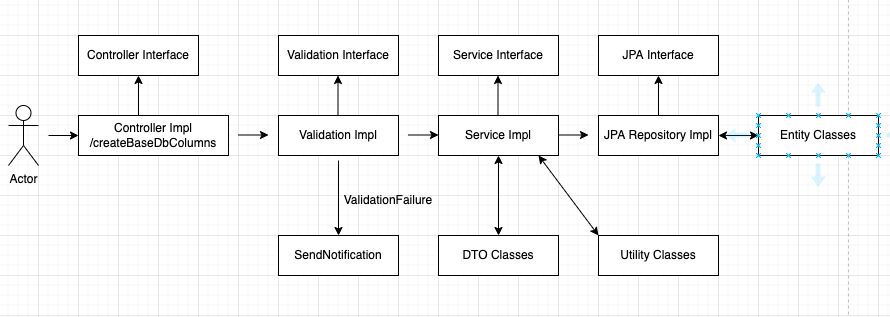 Controller Interface
Validation Interface
Service Interface
JPA Interface
Controller Impl
/createBaseDbColumns
Validation Impl
Service Impl
JPA Repository Impl
Entity Classes
Actor
ValidationFailure
SendNotification
DTO Classes
Utility Classes